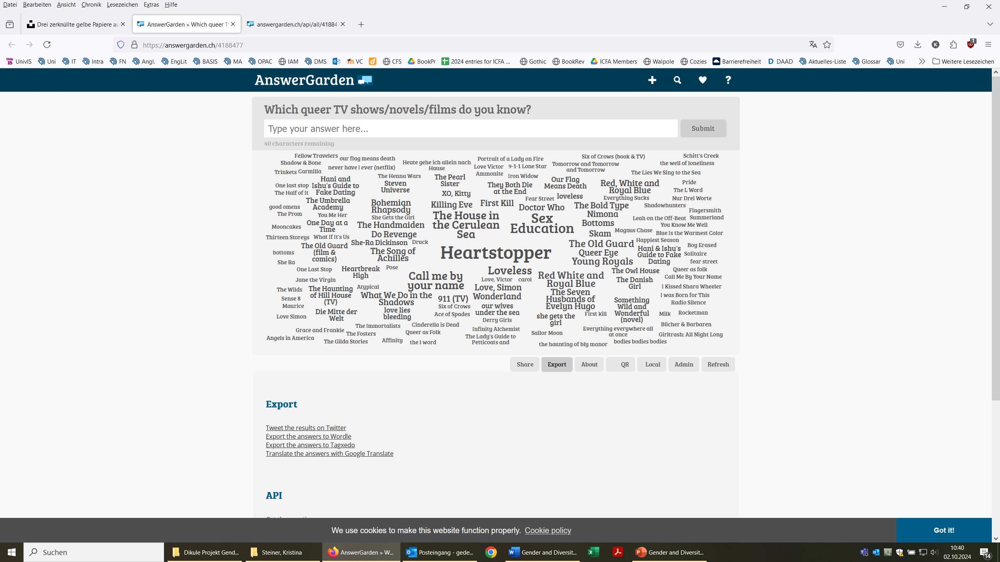 Datei Bearbeiten Ansicht Chronik Lesezeichen Extras Hilfe
Drei zerknüllte gelbe Papiere au
AnswerGarden » Which queer T
answergarden.ch/api/all/41884
https://answergarden.ch/4188477
1
UnivIS Uni IT Intra FN Angl. EngLit BASIS MA OPAC IAM DMS VC CFS BookPr 2024 entries for ICFA ... Gothic BookRev ICFA Members Walpole Cozies Barrierefreiheit DAAD Aktuelles-Liste Glossar Uni Weitere Lesezeichen
AnswerGarden
Which queer TV shows/novels/films do you know?
Type your answer here...
Submit
40 characters remaining
Fellow Travelers
our flag means death
Shadow & Bone
Heute gehe ich allein nach
Hause
Portrait of a Lady on Fire
Six of Crows (book & TV)
Schitt's Creek
never have I ever (netflix)
Love Victor
9-1-1 Lone Star
Tomorrow and Tomorrow
and Tomorrow
the well of loneliness
Trinkets
Carmilla
Ammonite
Iron Widow
The Lies We Sing to the Sea
Hani and
Ishu's Guide to
Fake Dating
The Henna Wars
The Pearl
Sister
Our Flag
Means Death
Red, White and
Royal Blue
Pride
One last stop
Steven
Universe
They Both Die
at the End
The Half of It
XO, Kitty
The L Word
loveless
Everything Sucks
Nur Drei Worte
Fear Street
The Umbrella
Academy
Bohemian
Rhapsody
Killing Eve
First Kill
Doctor Who
The Bold Type
Shadowhunters
good omens
The Prom
You Me Her
She Gets the Girl
The House in
the Cerulean
Sea
Sex
Education
Nimona
Fingersmith
Leah on the Off-Beat
Summerland
Mooncakes
One Day at a
Time
The Handmaiden
Bottoms
You Know Me Well
Magnus Chase
Blue Is the Warmest Color
Thirteen Storeys
What If It's Us
Do Revenge
Skam
Happiest Season
She-Ra
Dickinson
Druck
The Old Guard
(film &
comics)
The Song of
Achilles
Heartstopper
The Old Guard
Hani & Ishu's
Guide to Fake
Dating
Boy Erased
bottoms
Queer Eye
Solitaire
She Ra
Young Royals
fear street
One Last Stop
Heartbreak
High
Pose
Loveless
The Owl House
Queer as folk
Call me by
your name
Red White and
Royal Blue
Call Me By Your Name
Jane the Virgin
Love, Victor
carol
The Danish
Girl
The Wilds
The Haunting
of Hill House
(TV)
Atypical
Love, Simon
I Kissed Shara Wheeler
What We Do in the
Shadows
911 (TV)
Wonderland
The Seven
Husbands of
Evelyn Hugo
I was Born for This
Sense 8
Something
Wild and
Wonderful
(novel)
Radio Silence
Maurice
Six of Crows
our wives
under the sea
love lies
bleeding
Die Mitte der
Welt
Love Simon
Ace of Spades
she gets the
girl
First kill
Milk
Rocketman
Derry Girls
The Immortalists
Cinderella is Dead
Bücher & Barbaren
Grace and Frankie
Infinity Alchemist
Everything everywhere all
at once
The Fosters
Queer as Folk
Sailor Moon
Girltrash: All Night Long
Angels in America
The Lady's Guide to
Petticoats and
The Gilda Stories
Affinity
the l word
the haunting of bly manor
bodies bodies bodies
Share Export About QR Local Admin Refresh
Export
Tweet the results on Twitter
Export the answers to Wordle
Export the answers to Tagxedo
Translate the answers with Google Translate
API
We use cookies to make this website function properly. Cookie policy
Got it!
Suchen
Dikule Projekt Gend...
Steiner, Kristina
AnswerGarden » W...
Posteingang - gede...
Gender and Diversit...
Gender and Diversit...
10:40
02.10.2024
14